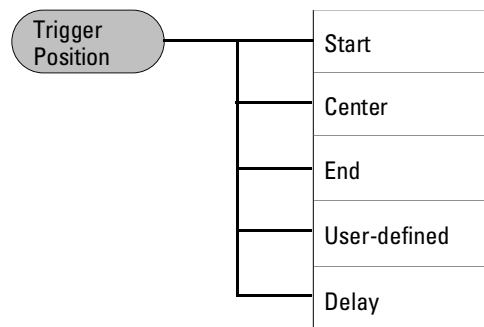 Trigger
Position
Start
Center
End
User-defined
Delay